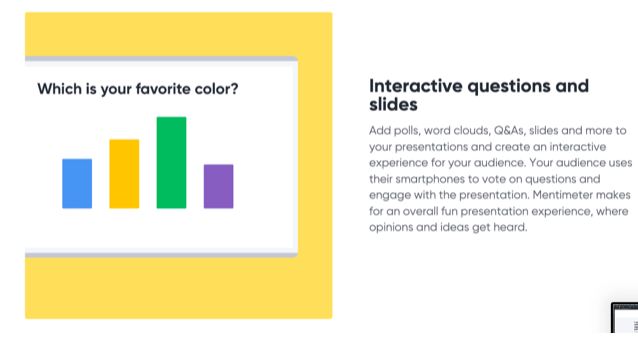 Which is your favorite color?
Interactive questions and
slides
Add polls, word clouds, Q&As, slides and more to
your presentations and create an interactive
experience for your audience. Your audience uses
their smartphones to vote on questions and
engage with the presentation. Mentimeter makes
for an overall fun presentation experience, where
opinions and ideas get heard.